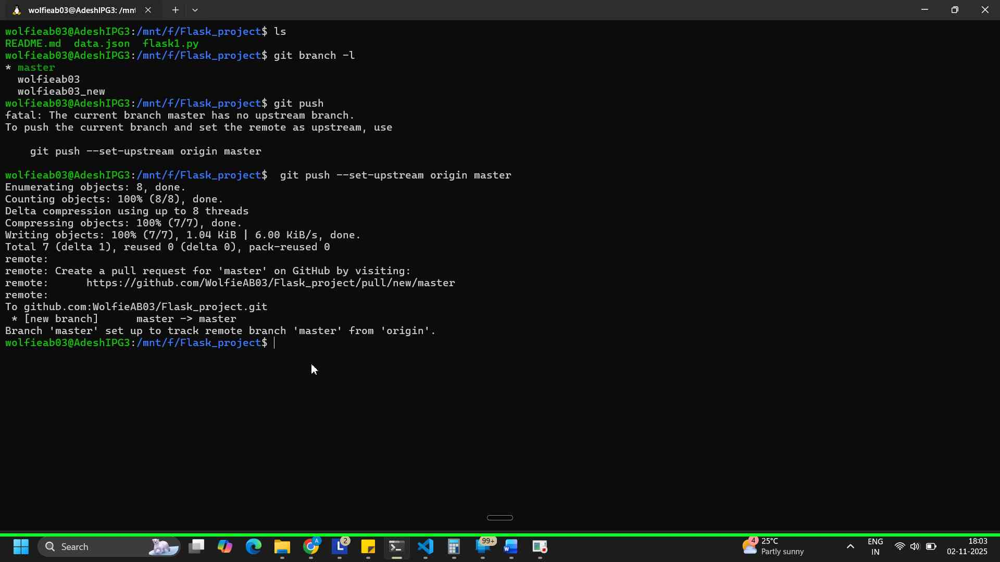 wolfieab03@AdeshIPG3: /mnt
wolfieab03@AdeshIPG3:/mnt/f/Flask_project$ ls
README.md  data.json  flask1.py
wolfieab03@AdeshIPG3:/mnt/f/Flask_project$ git branch -l
* master
  wolfieab03
  wolfieab03_new
wolfieab03@AdeshIPG3:/mnt/f/Flask_project$ git push
fatal: The current branch master has no upstream branch.
To push the current branch and set the remote as upstream, use
    git push --set-upstream origin master
wolfieab03@AdeshIPG3:/mnt/f/Flask_project$  git push --set-upstream origin master
Enumerating objects: 8, done.
Counting objects: 100% (8/8), done.
Delta compression using up to 8 threads
Compressing objects: 100% (7/7), done.
Writing objects: 100% (7/7), 1.04 KiB | 6.00 KiB/s, done.
Total 7 (delta 1), reused 0 (delta 0), pack-reused 0
remote:
remote: Create a pull request for 'master' on GitHub by visiting:
remote:      https://github.com/WolfieAB03/Flask_project/pull/new/master
remote:
To github.com:WolfieAB03/Flask_project.git
 * [new branch]      master -> master
Branch 'master' set up to track remote branch 'master' from 'origin'.
wolfieab03@AdeshIPG3:/mnt/f/Flask_project$
Search
A
L 2
99+
W
4
25°C
Partly sunny
ENG
IN
18:03
02-11-2025